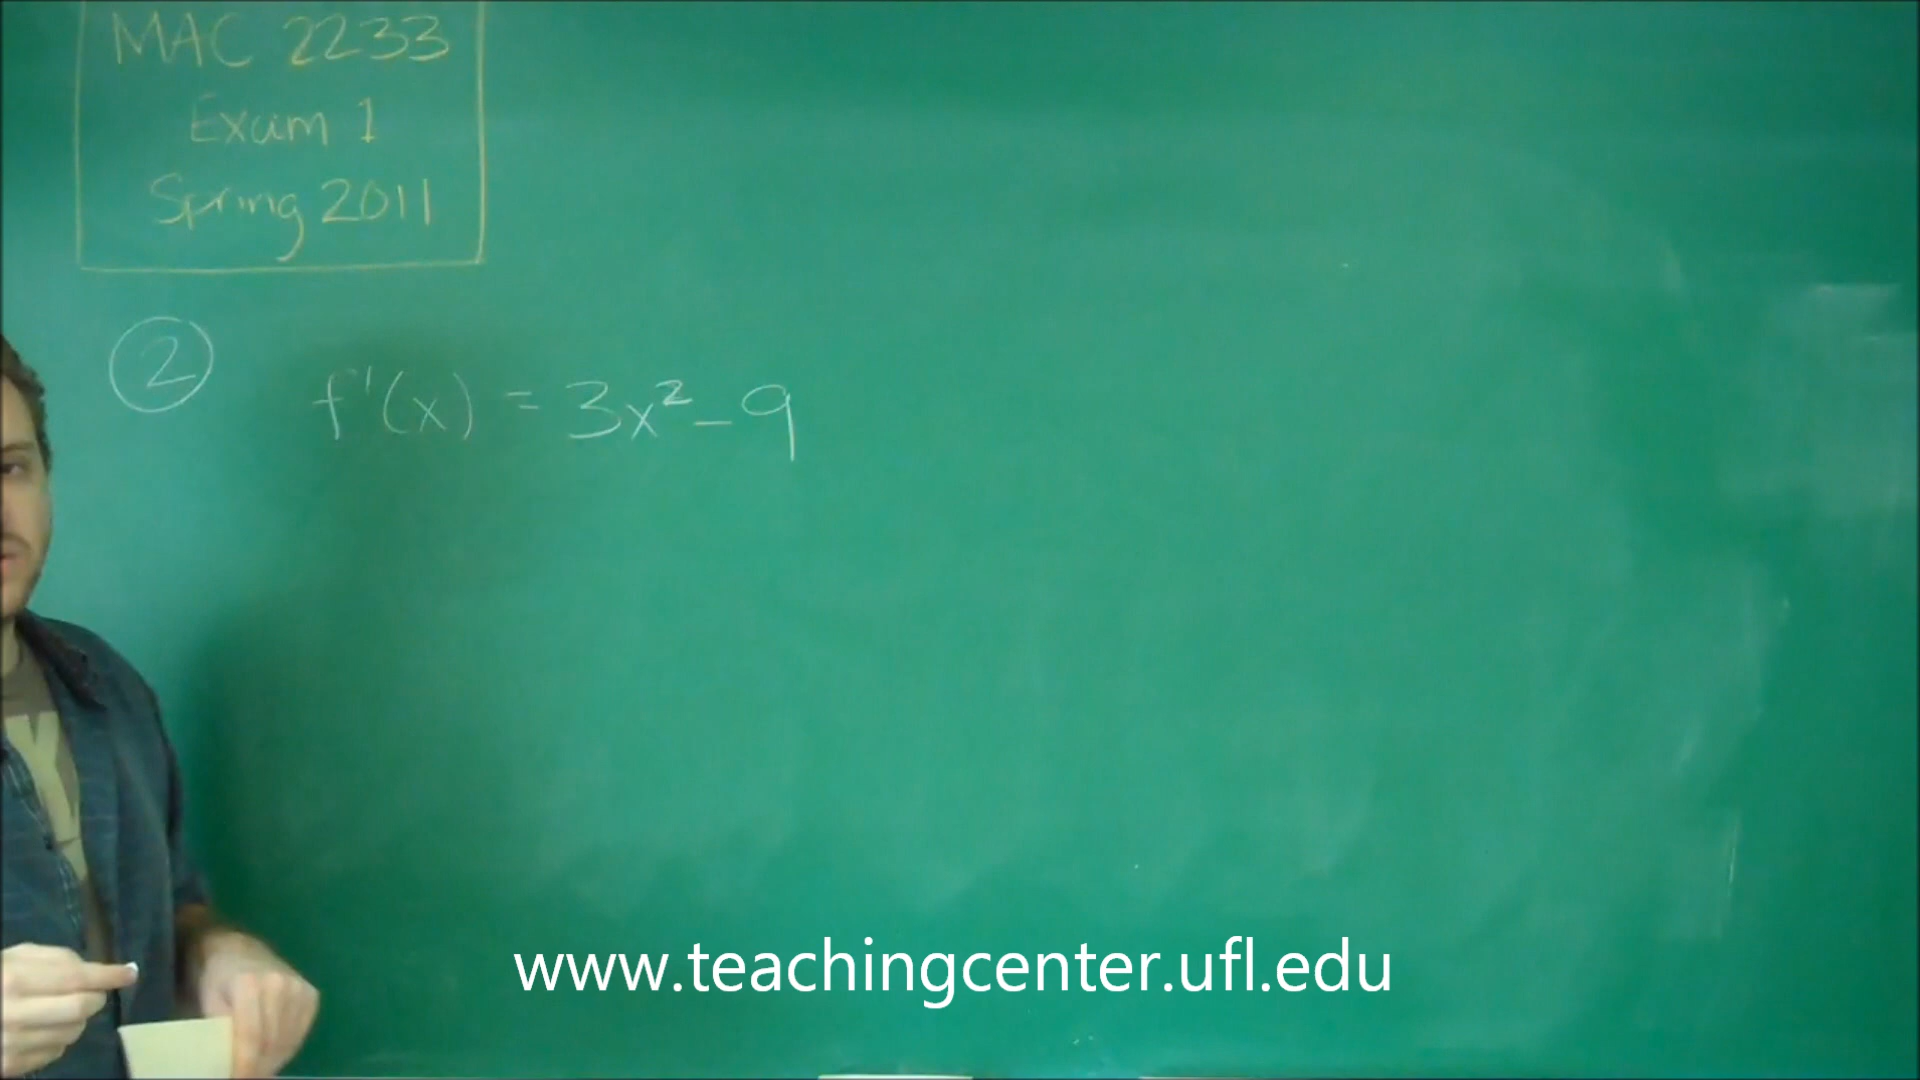 MAC 2233
Exam 1
Spring 2011
2 f'(x) = 3x² - 9
www.teachingcenter.ufl.edu